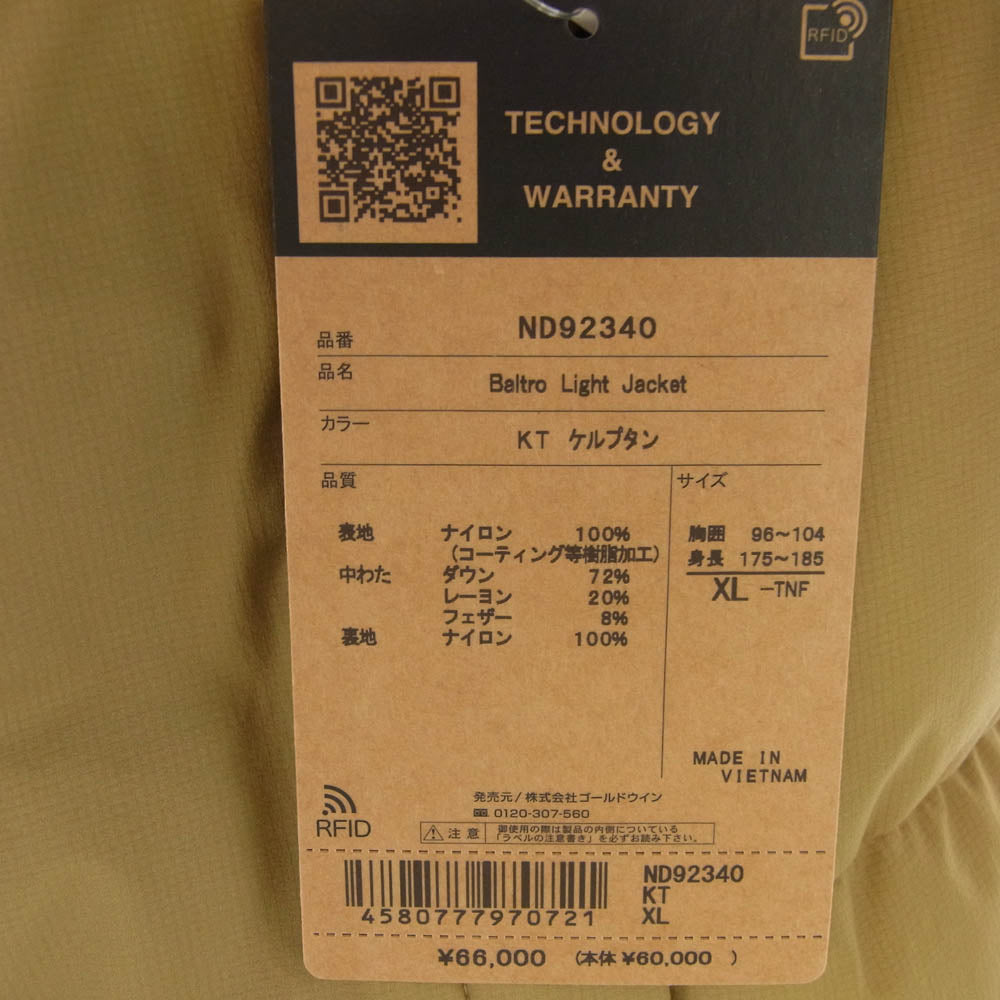 RFID
TECHNOLOGY
&
WARRANTY
品番 ND92340
品名 Baltro Light Jacket
カラー KT ケルプタン
品質
表地 ナイロン 100%
(コーティング等樹脂加工)
中わた ダウン 72%
レーヨン 20%
フェザー 8%
裏地 ナイロン 100%
サイズ
胸囲 96~104
身長 175~185
XL -TNF
MADE IN
VIETNAM
RFID
発売元/株式会社ゴールドウイン
0120-307-560
注意
御使用の際は製品の内側についている
「ラベルの注意書き」を必ずお読み下さい。
4580777970721
ND92340
KT
XL
¥66,000 (本体 ¥60,000 )